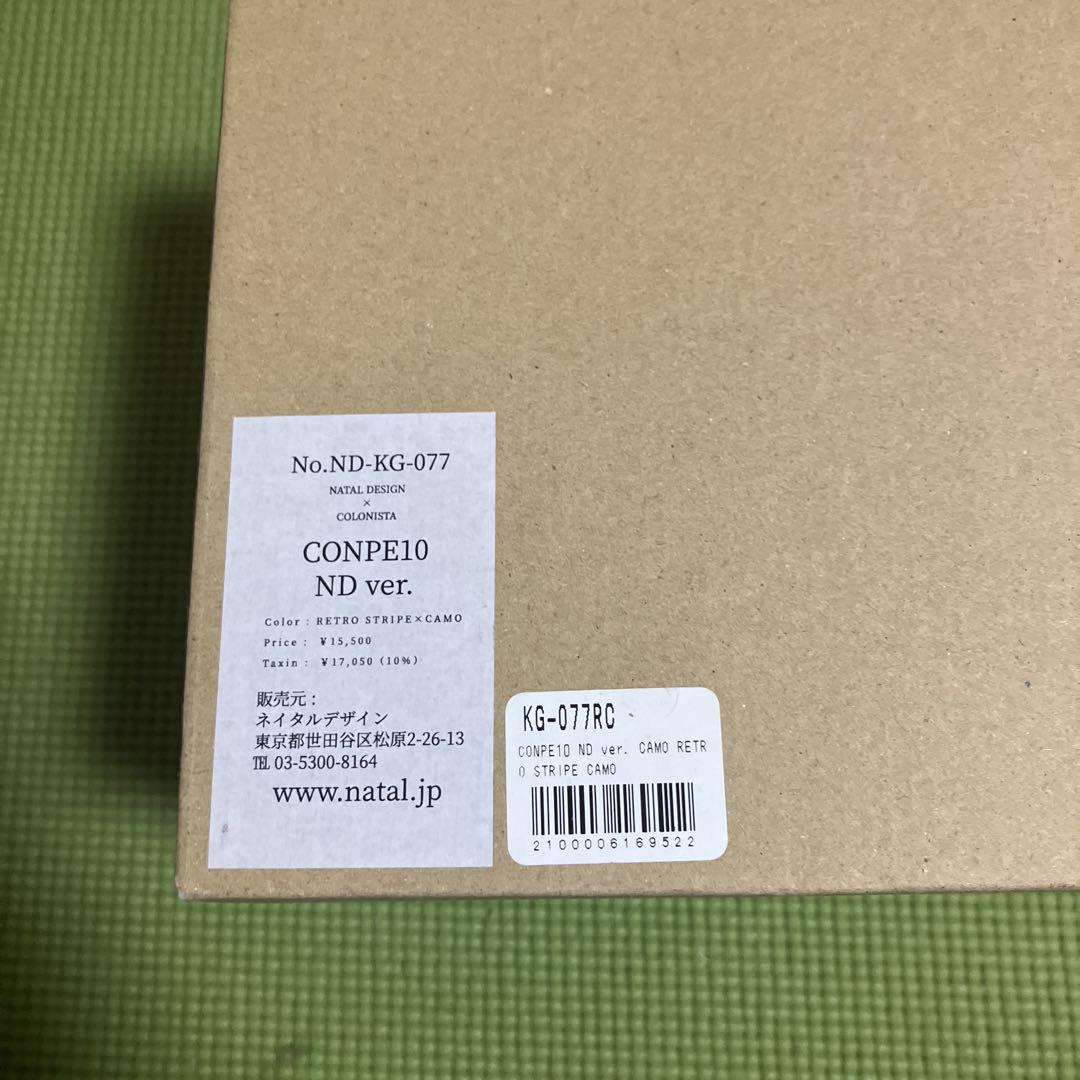 No.ND-KG-077
NATAL DESIGN
×
COLONISTA
CONPE10
ND ver.
Color : RETRO STRIPE×CAMO
Price : ¥15,500
Taxin : ¥17,050 (10%)
販売元 :
ネイタルデザイン
東京都世田谷区松原2-26-13
℡ 03-5300-8164
www.natal.jp
KG-077RC
CONPE10 ND ver. CAMO RETR
O STRIPE CAMO
2100006169522